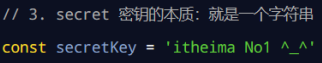 // 3. secret 密钥的本质：就是一个字符串
const secretKey = 'itheima No1 ^_^'